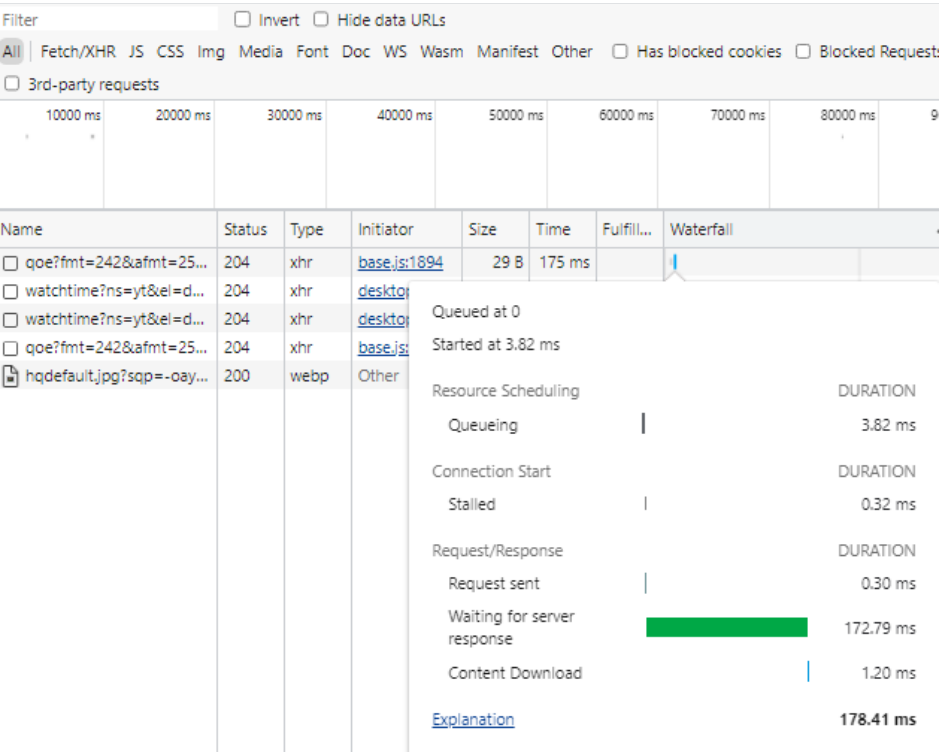 Filter Invert Hide data URLs
All Fetch/XHR JS CSS Img Media Font Doc WS Wasm Manifest Other Has blocked cookies Blocked Requests
3rd-party requests
10000 ms 20000 ms 30000 ms 40000 ms 50000 ms 60000 ms 70000 ms 80000 ms 9
Name Status Type Initiator Size Time Fulfill... Waterfall
qoe?fmt=242&afmt=25... 204 xhr base.js:1894 29 B 175 ms
watchtime?ns=yt&el=d... 204 xhr desktop
watchtime?ns=yt&el=d... 204 xhr desktop
qoe?fmt=242&afmt=25... 204 xhr base.js:
hqdefault.jpg?sqp=-oay... 200 webp Other
Queued at 0
Started at 3.82 ms
Resource Scheduling DURATION
Queueing 3.82 ms
Connection Start DURATION
Stalled 0.32 ms
Request/Response DURATION
Request sent 0.30 ms
Waiting for server
response 172.79 ms
Content Download 1.20 ms
Explanation 178.41 ms